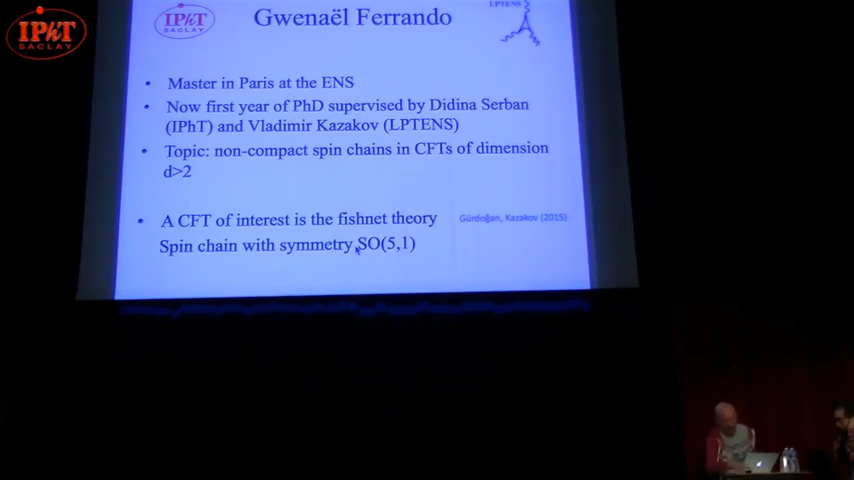 IPhT
SACLAY
IPhT
SACLAY
Gwenaël Ferrando
LPTENS
• Master in Paris at the ENS
• Now first year of PhD supervised by Didina Serban
(IPhT) and Vladimir Kazakov (LPTENS)
• Topic: non-compact spin chains in CFTs of dimension
d>2
• A CFT of interest is the fishnet theory
Gürdoğan, Kazakov (2015)
Spin chain with symmetry SO(5,1)